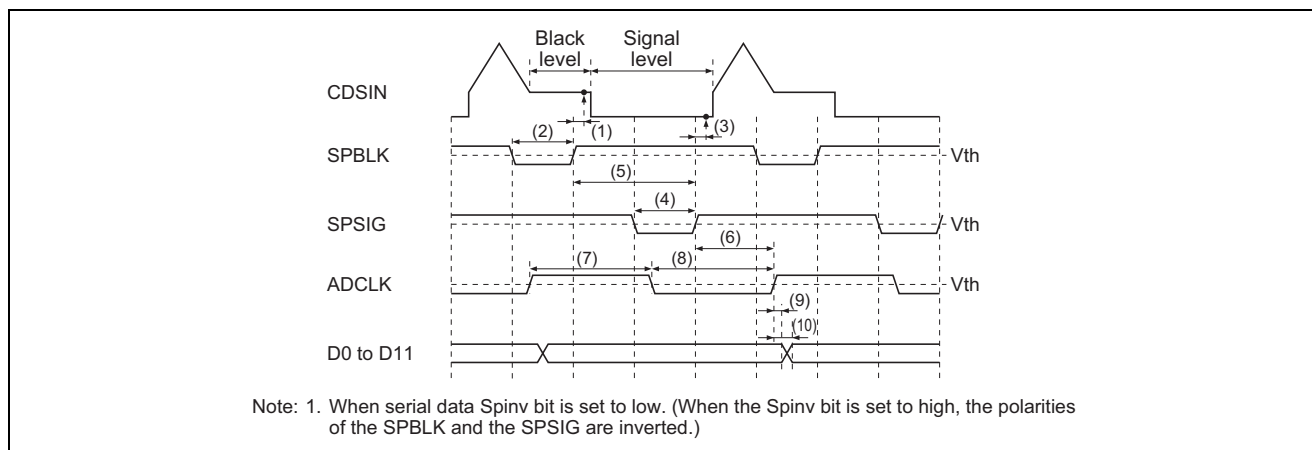 Black level
Signal level
CDSIN
(1)
(3)
(2)
SPBLK
Vth
(5)
(4)
SPSIG
Vth
(6)
(7)
(8)
ADCLK
Vth
(9)
(10)
D0 to D11
Note: 1. When serial data Spinv bit is set to low. (When the Spinv bit is set to high, the polarities
of the SPBLK and the SPSIG are inverted.)